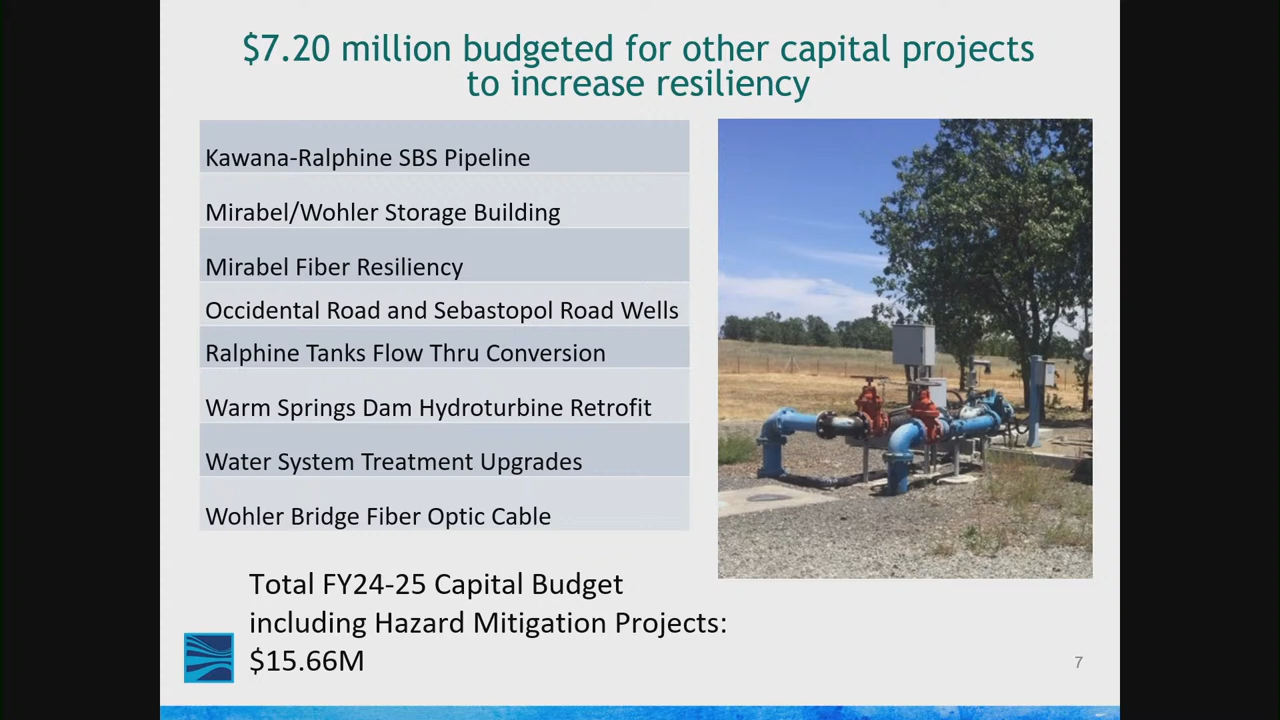 $7.20 million budgeted for other capital projects
to increase resiliency
Kawana-Ralphine SBS Pipeline
Mirabel/Wohler Storage Building
Mirabel Fiber Resiliency
Occidental Road and Sebastopol Road Wells
Ralphine Tanks Flow Thru Conversion
Warm Springs Dam Hydroturbine Retrofit
Water System Treatment Upgrades
Wohler Bridge Fiber Optic Cable
Total FY24-25 Capital Budget
including Hazard Mitigation Projects:
$15.66M
7